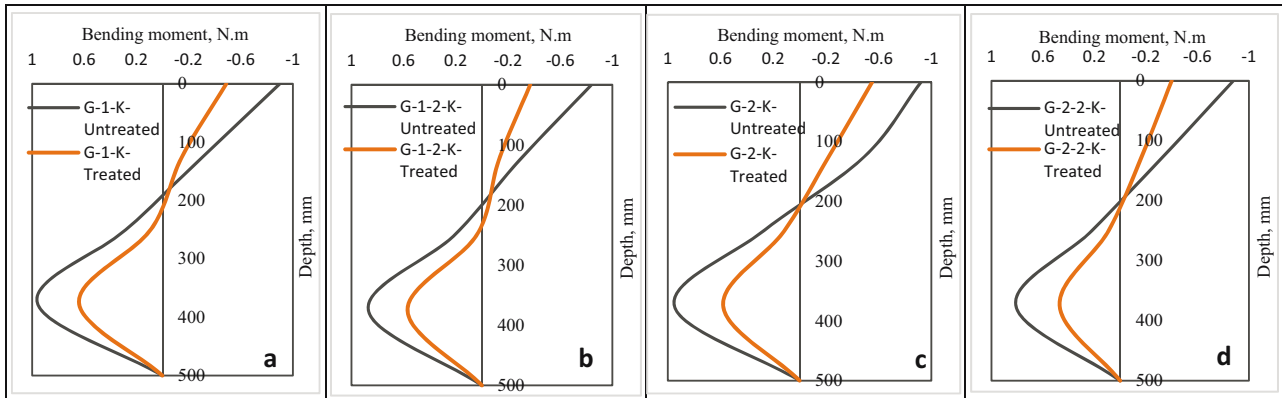 Bending moment, N.m
1 0.6 0.2 -0.2 -0.6 -1
0
G-1-K-
Untreated
100
G-1-K-
Treated
200
300
400
500
Depth, mm
a
Bending moment, N.m
1 0.6 0.2 -0.2 -0.6 -1
0
G-1-2-K-
Untreated
100
G-1-2-K-
Treated
200
300
400
500
Depth, mm
b
Bending moment, N.m
1 0.6 0.2 -0.2 -0.6 -1
0
G-2-K-
Untreated
100
G-2-K-
Treated
200
300
400
500
Depth, mm
c
Bending moment, N.m
1 0.6 0.2 -0.2 -0.6 -1
0
G-2-2-K-
Untreated
100
G-2-2-K-
Treated
200
300
400
500
Depth, mm
d